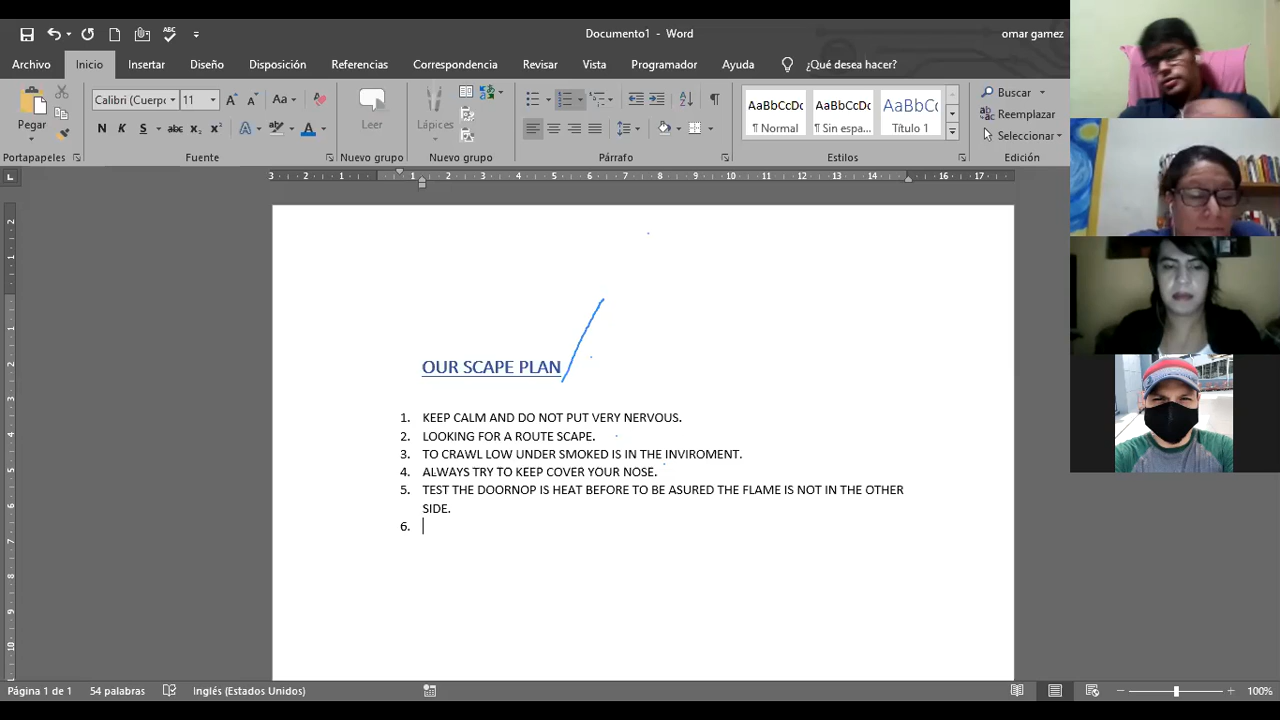 Documento1 - Word
omar gamez
Archivo Inicio Insertar Diseño Disposición Referencias Correspondencia Revisar Vista Programador Ayuda ¿Qué desea hacer?
Calibri (Cuerpo 11
Pegar
Leer
Lápices
AaBbCcDc AaBbCcDc AaBbCc
¶ Normal ¶ Sin espa... Título 1
Buscar
Reemplazar
Seleccionar
Portapapeles Fuente Nuevo grupo Nuevo grupo Párrafo Estilos Edición
OUR SCAPE PLAN
1. KEEP CALM AND DO NOT PUT VERY NERVOUS.
2. LOOKING FOR A ROUTE SCAPE.
3. TO CRAWL LOW UNDER SMOKED IS IN THE INVIROMENT.
4. ALWAYS TRY TO KEEP COVER YOUR NOSE.
5. TEST THE DOORNOP IS HEAT BEFORE TO BE ASURED THE FLAME IS NOT IN THE OTHER
SIDE.
6.
Página 1 de 1 54 palabras Inglés (Estados Unidos) 100%